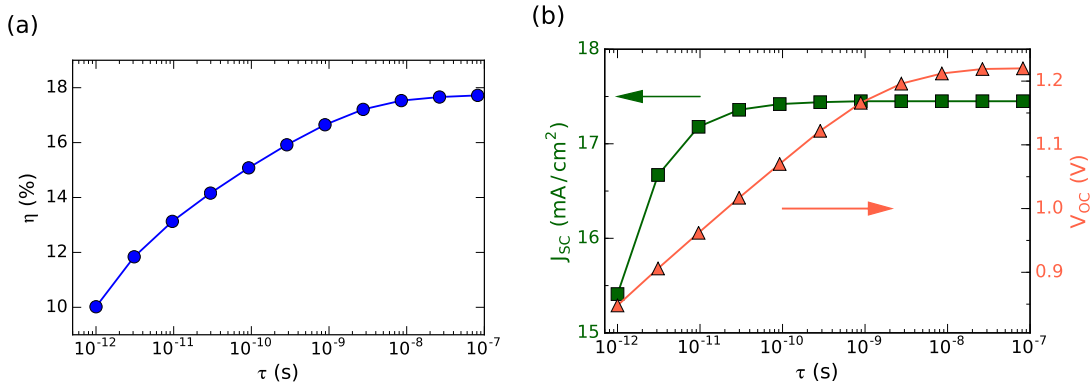 (a)
18
16
14
12
10
η (%)
10⁻¹² 10⁻¹¹ 10⁻¹⁰ 10⁻⁹ 10⁻⁸ 10⁻⁷
τ (s)
(b)
18
17
16
15
J_SC (mA/cm²)
1.2
1.1
1.0
0.9
V_OC (V)
10⁻¹² 10⁻¹¹ 10⁻¹⁰ 10⁻⁹ 10⁻⁸ 10⁻⁷
τ (s)